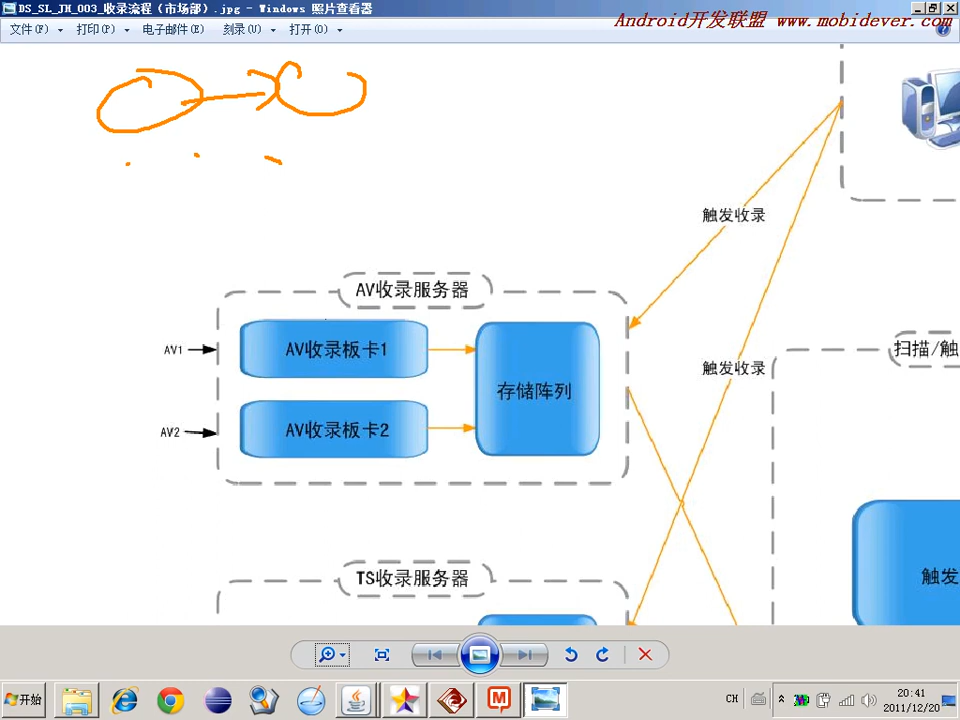 DS_SL_JH_003_收录流程（市场部）.jpg - Windows 照片查看器
Android开发联盟 www.mobidever.com
文件(F) 打印(P) 电子邮件(E) 刻录(U) 打开(O)
触发收录
AV收录服务器
AV1
AV收录板卡1
扫描/触
触发收录
存储阵列
AV2
AV收录板卡2
TS收录服务器
触发
开始
CH
20:41
2011/12/20